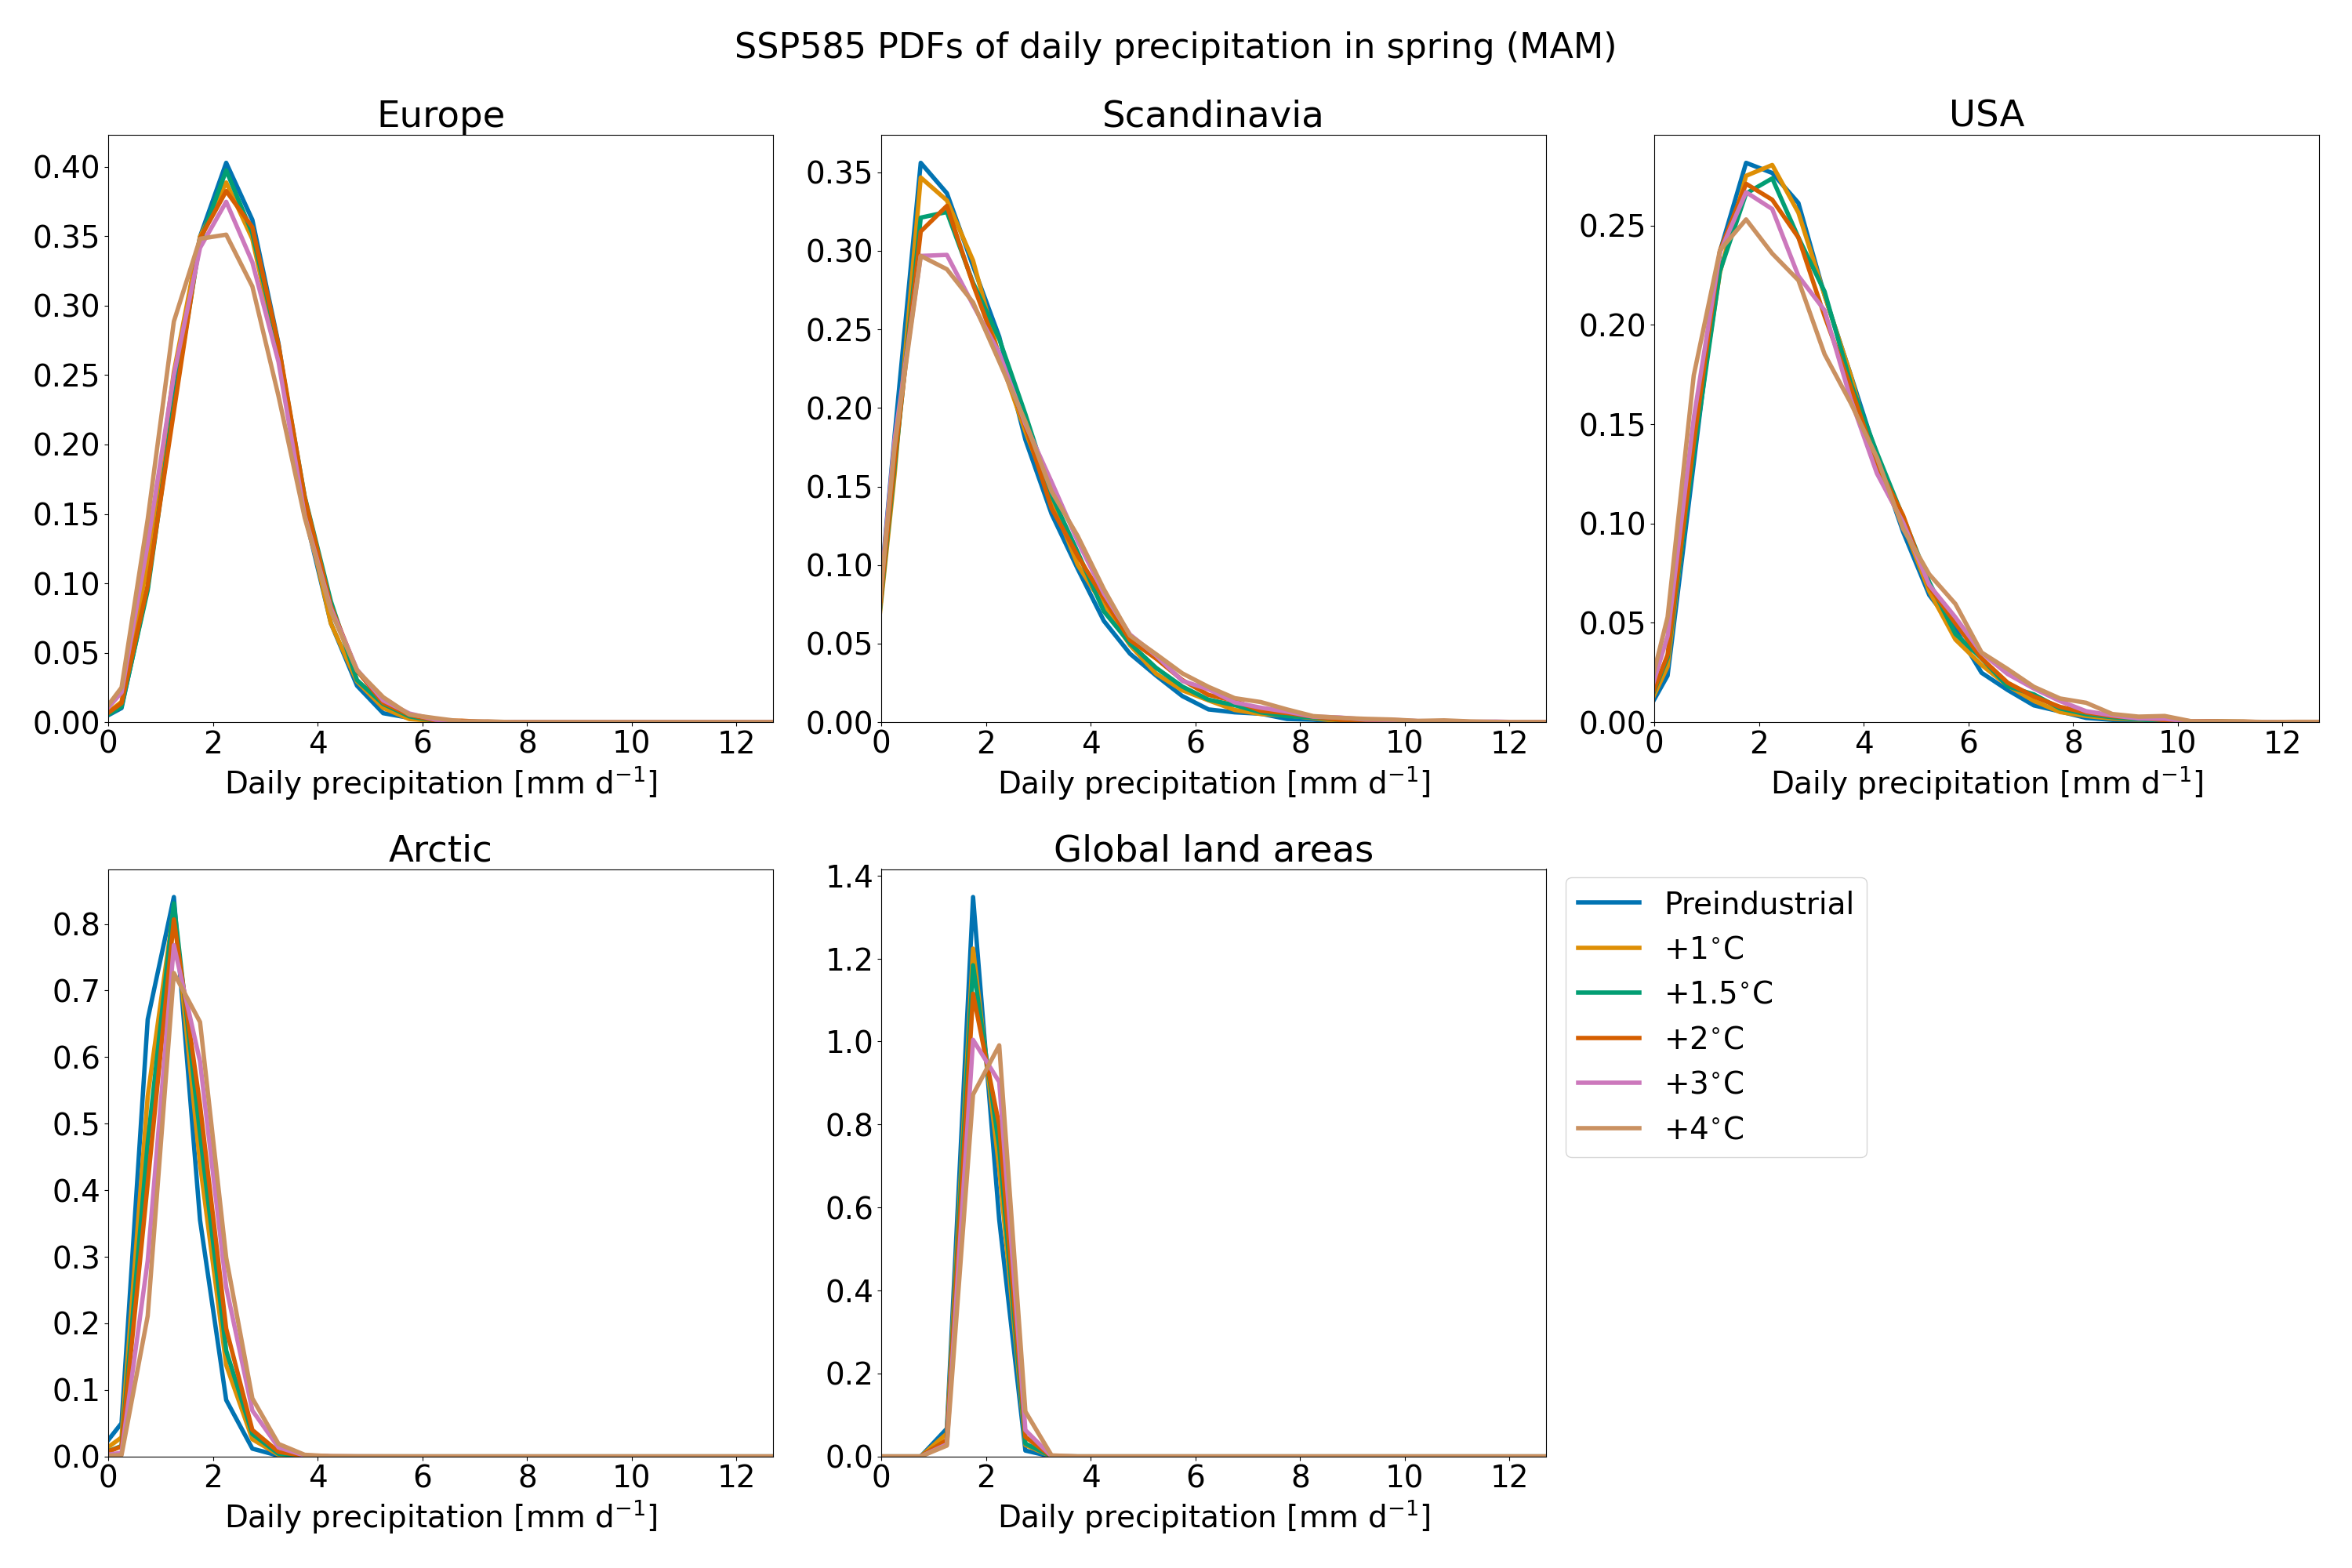 SSP585 PDFs of daily precipitation in spring (MAM)
Europe
0.40
0.35
0.30
0.25
0.20
0.15
0.10
0.05
0.00
0 2 4 6 8 10 12
Daily precipitation [mm d⁻¹]
Scandinavia
0.35
0.30
0.25
0.20
0.15
0.10
0.05
0.00
0 2 4 6 8 10 12
Daily precipitation [mm d⁻¹]
USA
0.25
0.20
0.15
0.10
0.05
0.00
0 2 4 6 8 10 12
Daily precipitation [mm d⁻¹]
Arctic
0.8
0.7
0.6
0.5
0.4
0.3
0.2
0.1
0.0
0 2 4 6 8 10 12
Daily precipitation [mm d⁻¹]
Global land areas
1.4
1.2
1.0
0.8
0.6
0.4
0.2
0.0
0 2 4 6 8 10 12
Daily precipitation [mm d⁻¹]
Preindustrial
+1°C
+1.5°C
+2°C
+3°C
+4°C